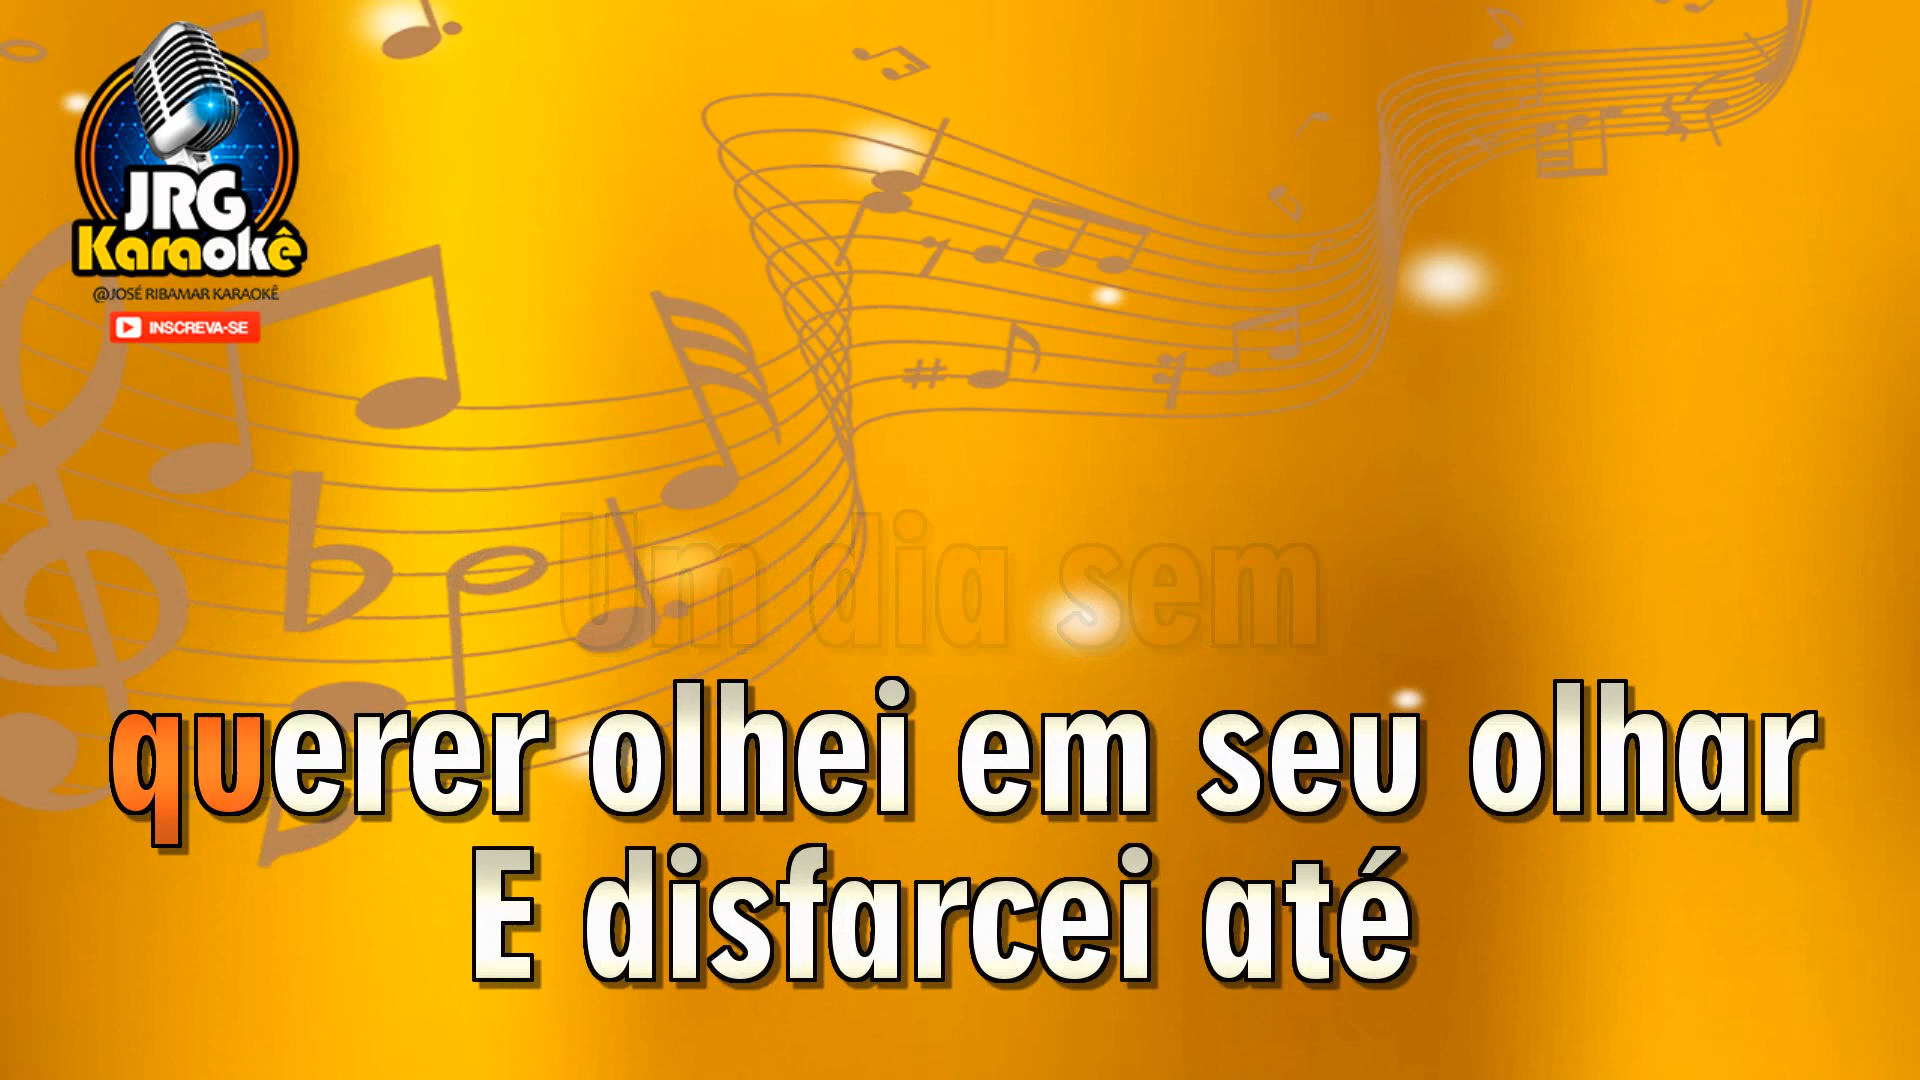 JRG
Karaokê
@JOSÉ RIBAMAR KARAOKÊ
INSCREVA-SE
Um dia sem
querer olhei em seu olhar
E disfarcei até